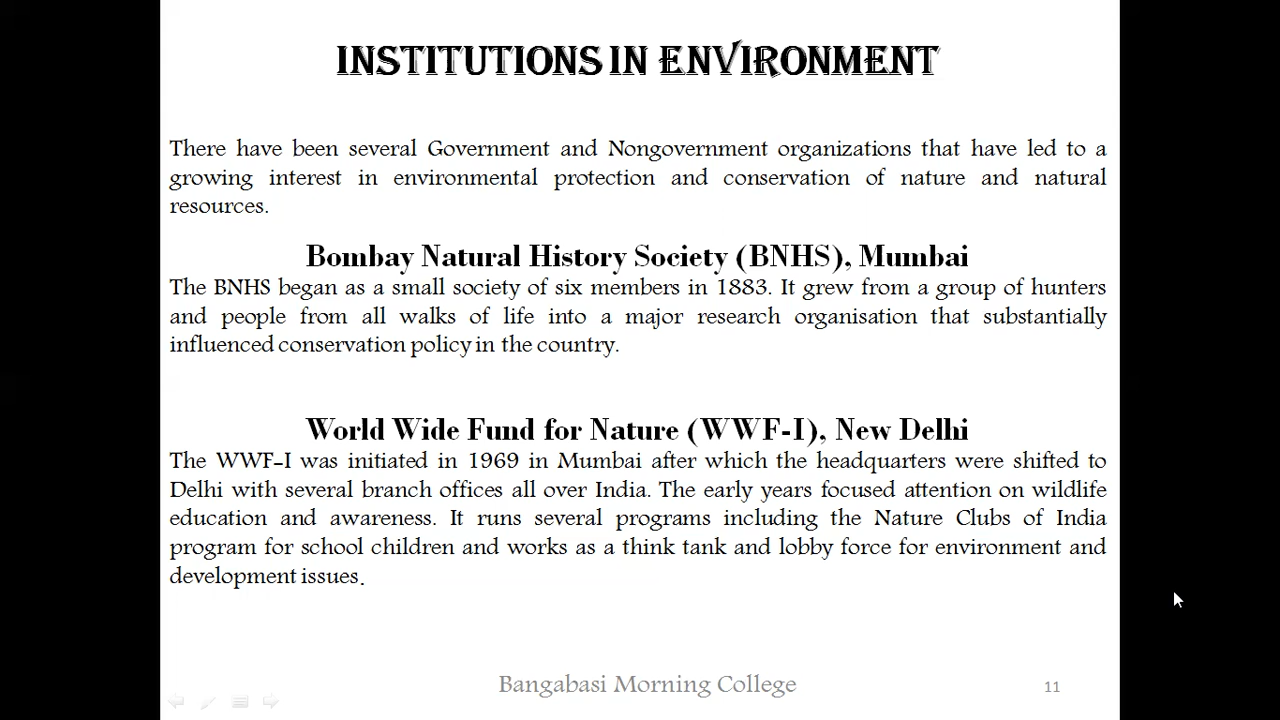 INSTITUTIONS IN ENVIRONMENT
There have been several Government and Nongovernment organizations that have led to a
growing interest in environmental protection and conservation of nature and natural
resources.
Bombay Natural History Society (BNHS), Mumbai
The BNHS began as a small society of six members in 1883. It grew from a group of hunters
and people from all walks of life into a major research organisation that substantially
influenced conservation policy in the country.
World Wide Fund for Nature (WWF-I), New Delhi
The WWF-I was initiated in 1969 in Mumbai after which the headquarters were shifted to
Delhi with several branch offices all over India. The early years focused attention on wildlife
education and awareness. It runs several programs including the Nature Clubs of India
program for school children and works as a think tank and lobby force for environment and
development issues.
Bangabasi Morning College
11